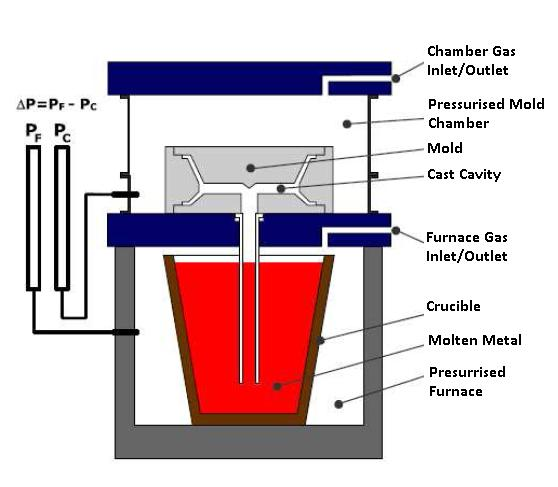 Chamber Gas
Inlet/Outlet
ΔP=PF - PC
PF PC
Pressurised Mold
Chamber
Mold
Cast Cavity
Furnace Gas
Inlet/Outlet
Crucible
Molten Metal
Presurrised
Furnace